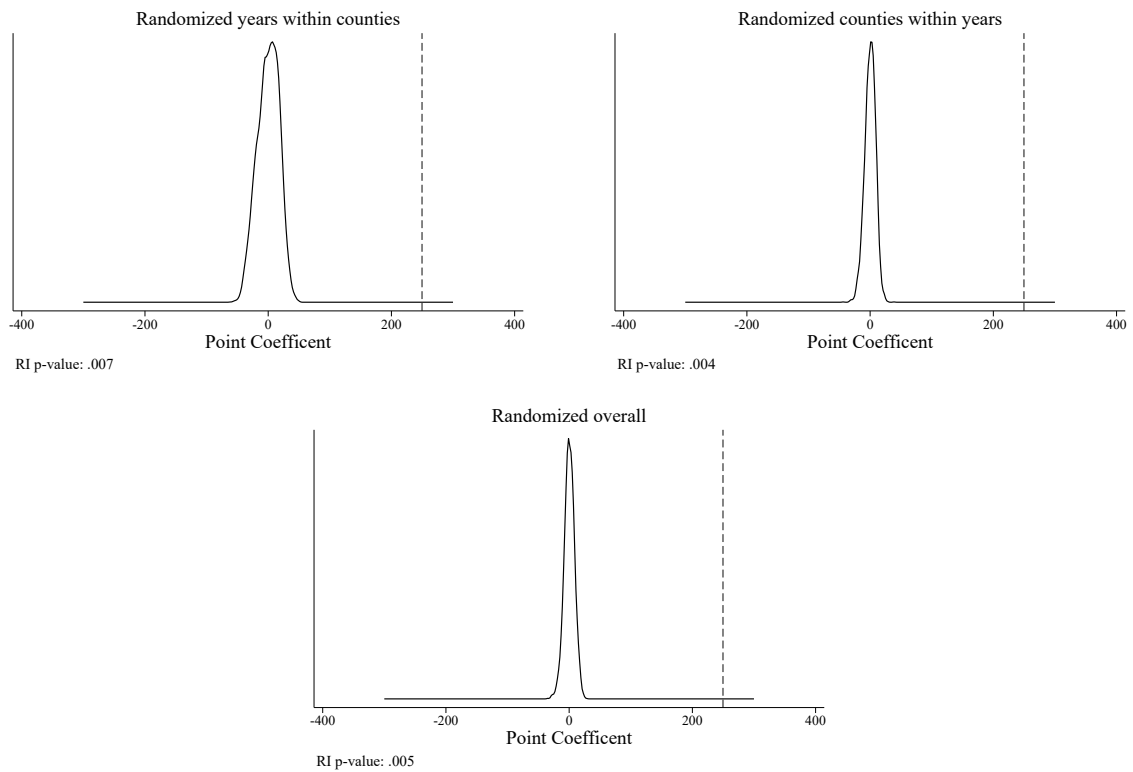 Randomized years within counties
-400 -200 0 200 400
Point Coefficent
RI p-value: .007
Randomized counties within years
-400 -200 0 200 400
Point Coefficent
RI p-value: .004
Randomized overall
-400 -200 0 200 400
Point Coefficent
RI p-value: .005